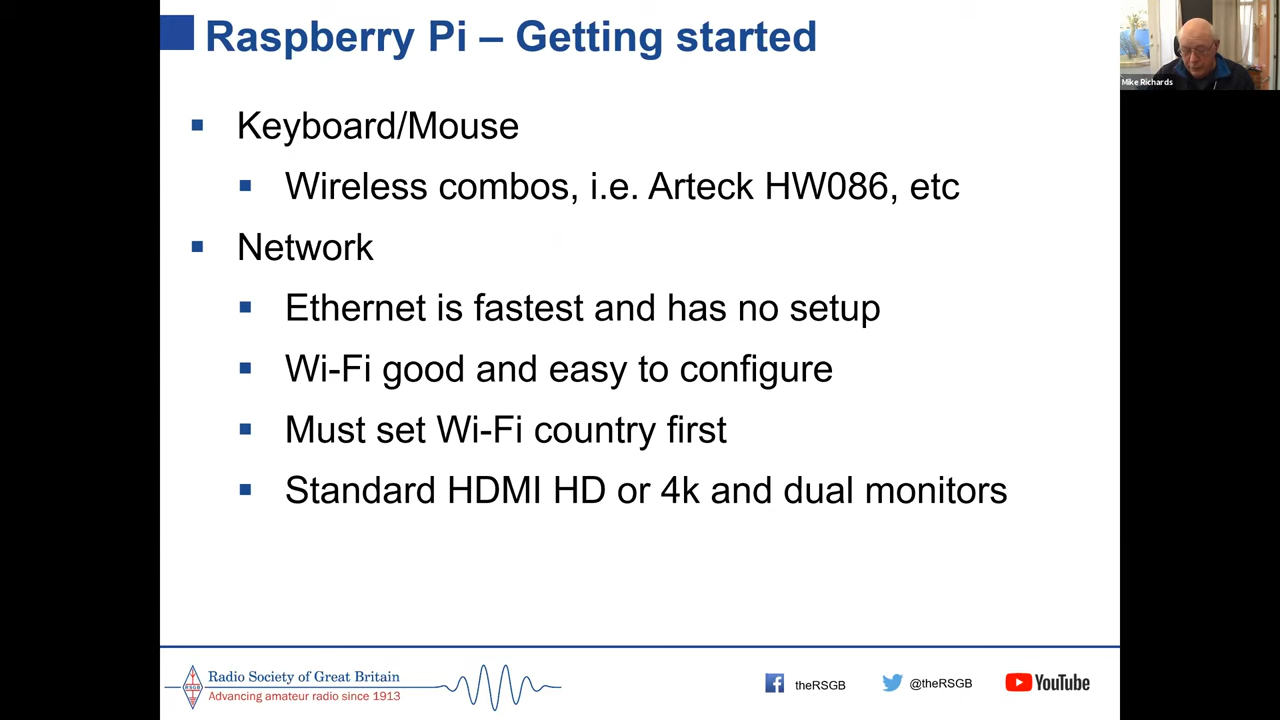 Raspberry Pi – Getting started
Mike Richards
Keyboard/Mouse
Wireless combos, i.e. Arteck HW086, etc
Network
Ethernet is fastest and has no setup
Wi-Fi good and easy to configure
Must set Wi-Fi country first
Standard HDMI HD or 4k and dual monitors
RSGB
Radio Society of Great Britain
Advancing amateur radio since 1913
theRSGB
@theRSGB
YouTube